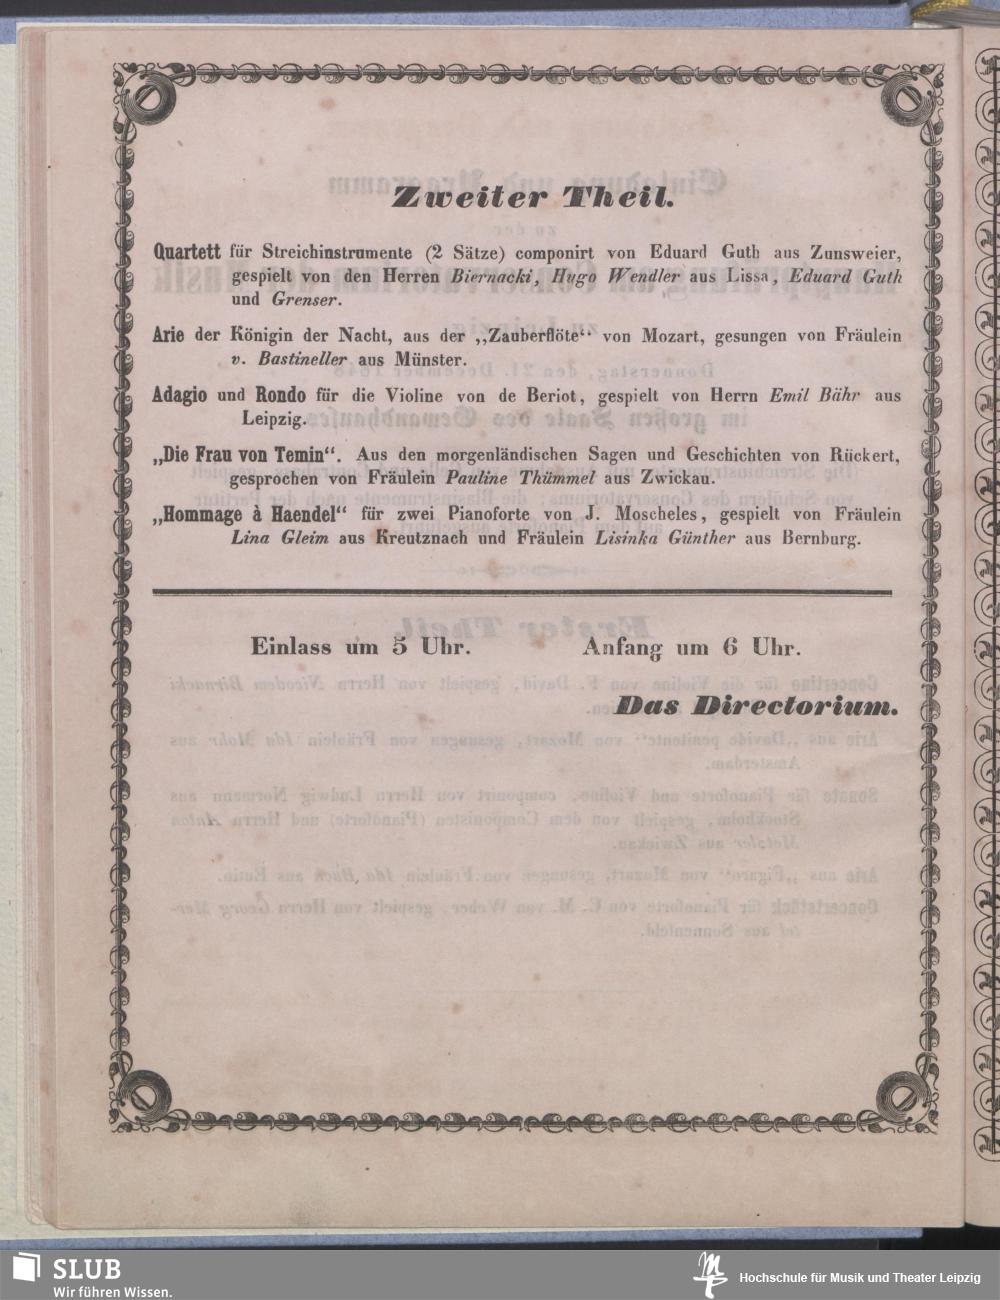 Zweiter Theil.
Quartett für Streichinstrumente (2 Sätze) componirt von Eduard Guth aus Zunsweier,
gespielt von den Herren Biernacki, Hugo Wendler aus Lissa, Eduard Guth
und Grenser.
Arie der Königin der Nacht, aus der „Zauberflöte“ von Mozart, gesungen von Fräulein
v. Bastineller aus Münster.
Adagio und Rondo für die Violine von de Beriot, gespielt von Herrn Emil Bähr aus
Leipzig.
„Die Frau von Temin“. Aus den morgenländischen Sagen und Geschichten von Rückert,
gesprochen von Fräulein Pauline Thümmel aus Zwickau.
„Hommage à Haendel“ für zwei Pianoforte von J. Moscheles, gespielt von Fräulein
Lina Gleim aus Kreutznach und Fräulein Lisinka Günther aus Bernburg.
Einlass um 5 Uhr. Anfang um 6 Uhr.
Das Directorium.
SLUB
Wir führen Wissen.
Hochschule für Musik und Theater Leipzig